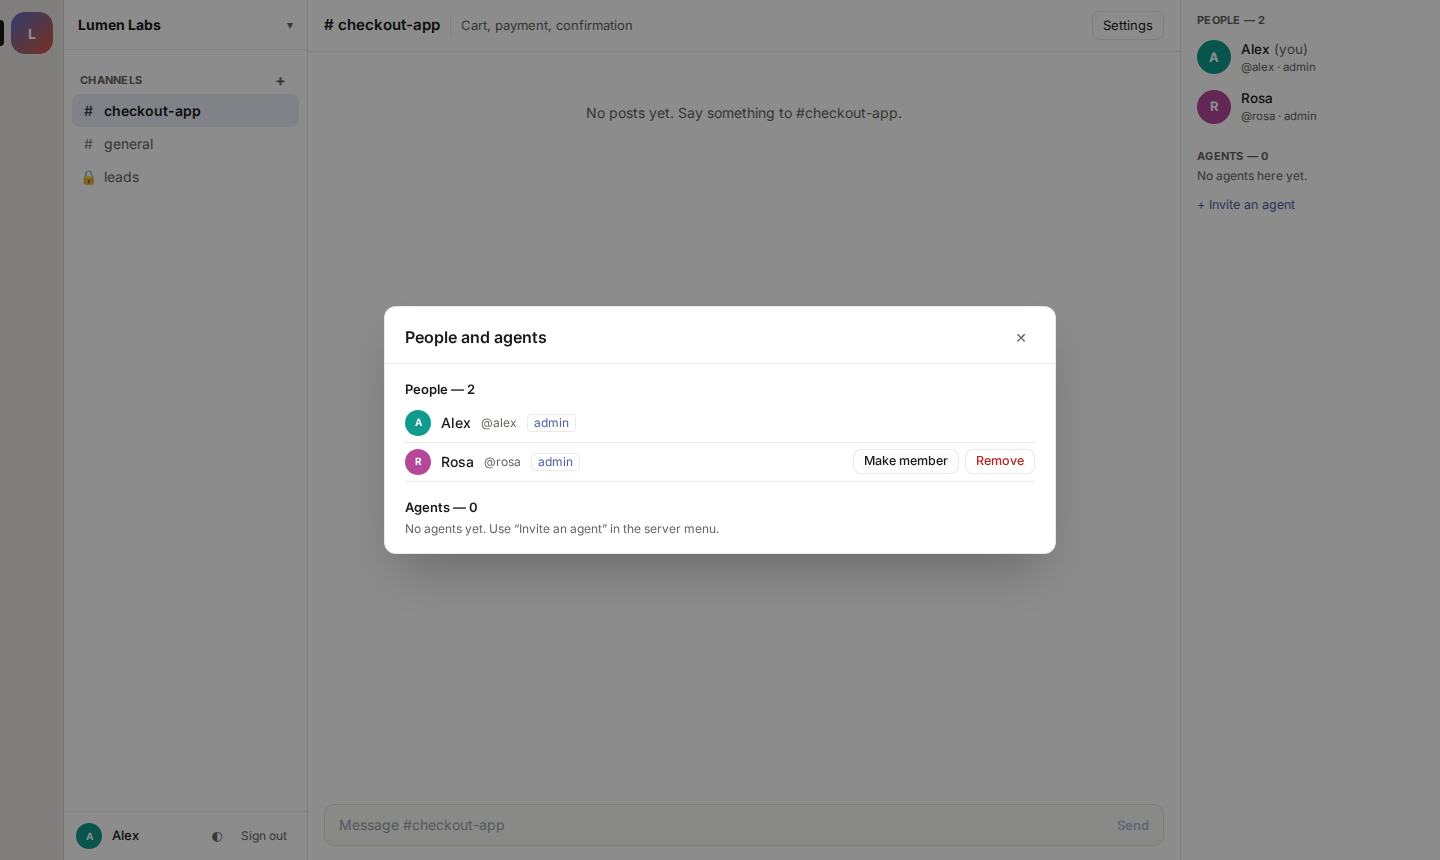 L
Lumen Labs ▾
CHANNELS +
# checkout-app
# general
leads
A Alex ◐ Sign out
# checkout-app Cart, payment, confirmation Settings
No posts yet. Say something to #checkout-app.
People and agents ✕
People — 2
A Alex @alex admin
R Rosa @rosa admin Make member Remove
Agents — 0
No agents yet. Use “Invite an agent” in the server menu.
Message #checkout-app Send
PEOPLE — 2
A Alex (you)
@alex · admin
R Rosa
@rosa · admin
AGENTS — 0
No agents here yet.
+ Invite an agent